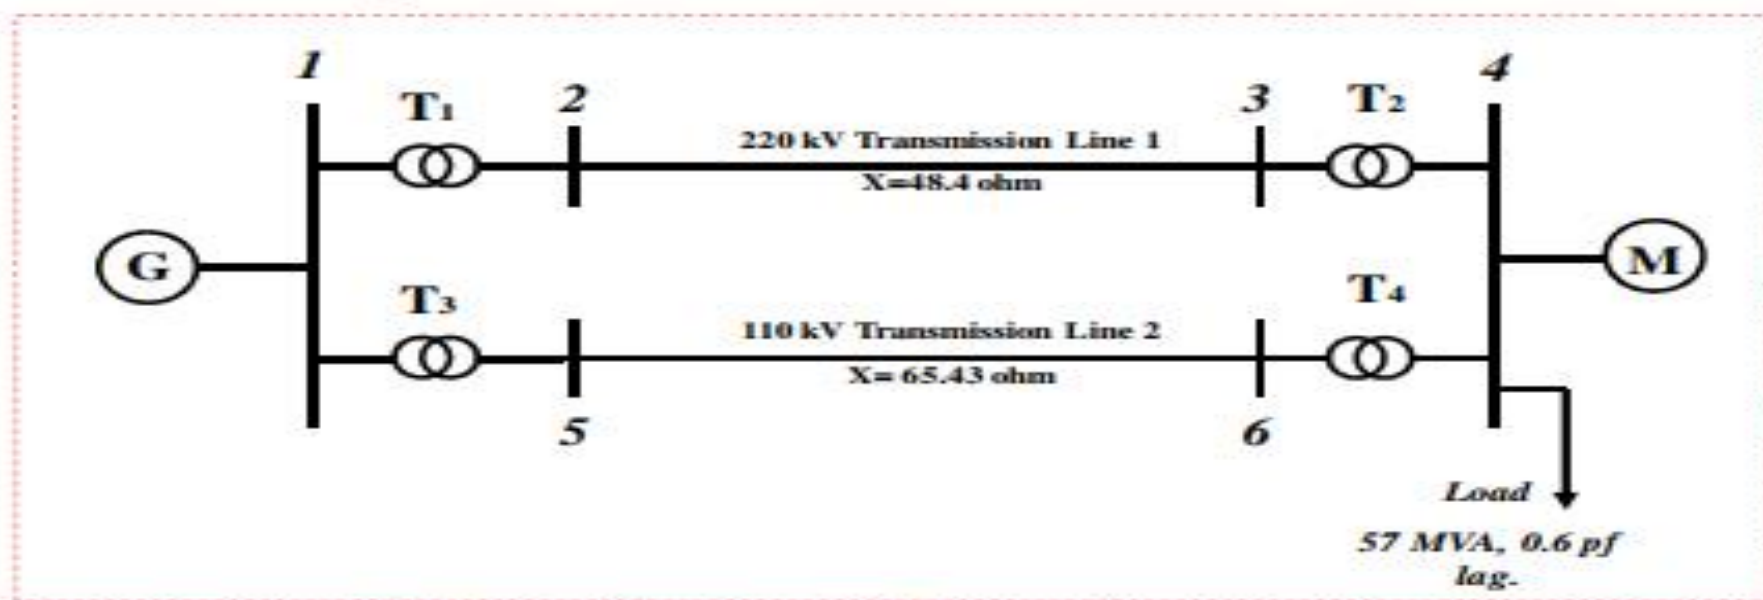 1
T1
2
220 kV Transmission Line 1
X=48.4 ohm
3
T2
4
G
M
T3
110 kV Transmission Line 2
X= 65.43 ohm
T4
5
6
Load
57 MVA, 0.6 pf
lag.